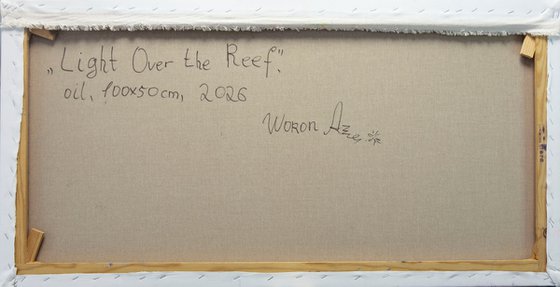 „Light Over the Reef."
oil, 100x50cm, 2026
Woron